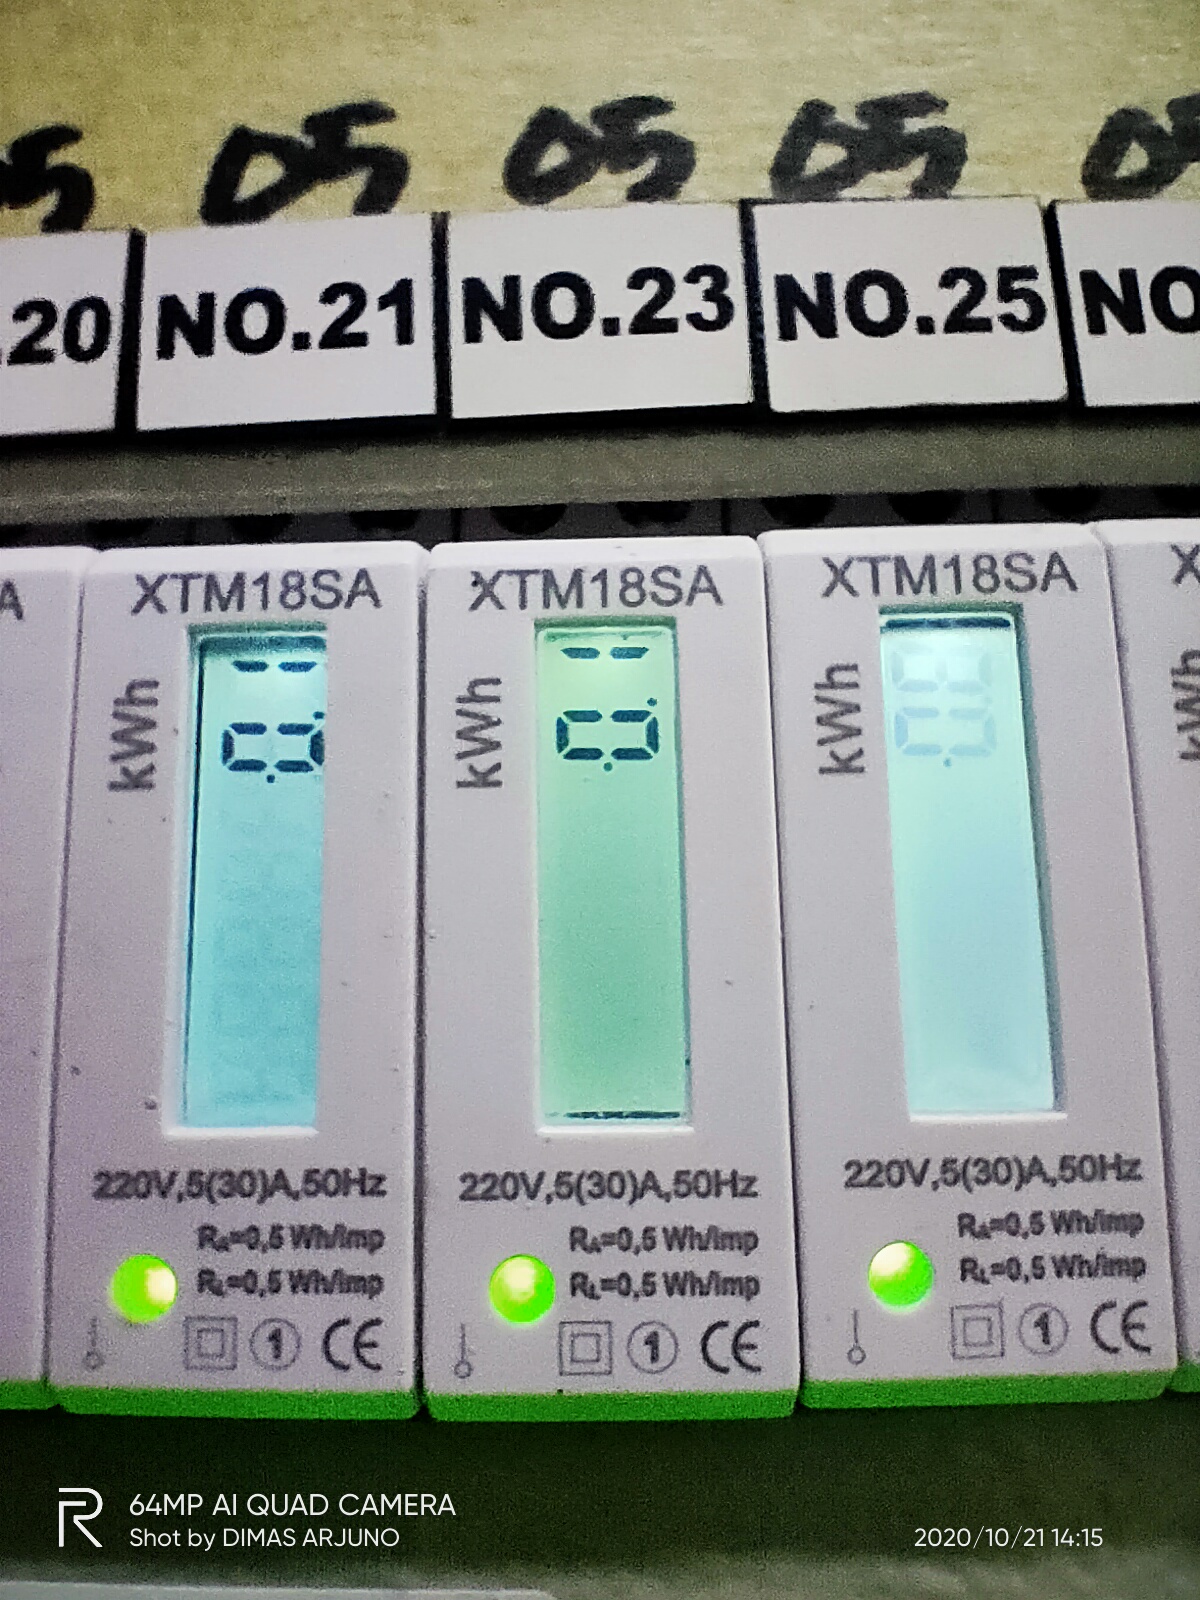 05 05 05 05 05
.20 NO.21 NO.23 NO.25 NO
A XTM18SA XTM18SA XTM18SA X
kWh kWh kWh
220V,5(30)A,50Hz 220V,5(30)A,50Hz 220V,5(30)A,50Hz
RA=0,5 Wh/imp RA=0,5 Wh/imp RA=0,5 Wh/imp
RL=0,5 Wh/imp RL=0,5 Wh/imp RL=0,5 Wh/imp
1 CE 1 CE 1 CE
64MP AI QUAD CAMERA
Shot by DIMAS ARJUNO 2020/10/21 14:15